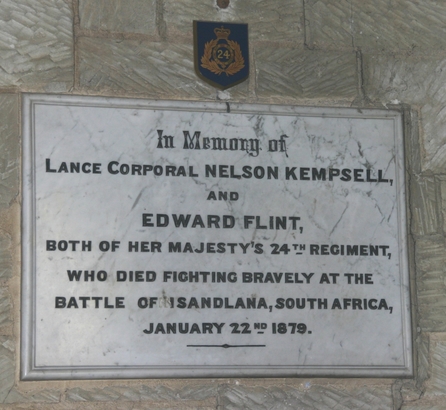 24
In Memory of
LANCE CORPORAL NELSON KEMPSELL,
AND
EDWARD FLINT,
BOTH OF HER MAJESTY'S 24TH REGIMENT,
WHO DIED FIGHTING BRAVELY AT THE
BATTLE OF ISANDLANA, SOUTH AFRICA,
JANUARY 22ND 1879.